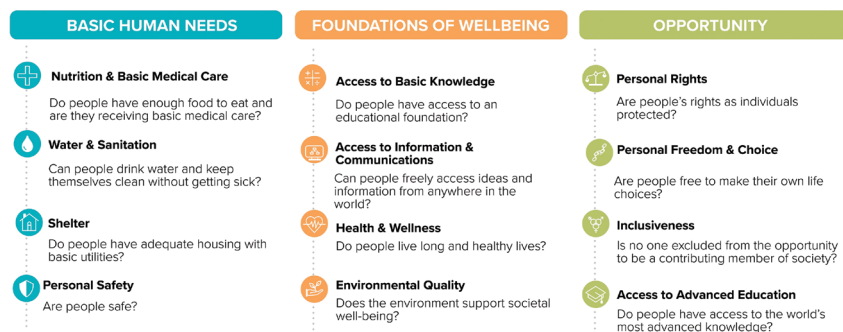 BASIC HUMAN NEEDS
Nutrition & Basic Medical Care
Do people have enough food to eat and
are they receiving basic medical care?
Water & Sanitation
Can people drink water and keep
themselves clean without getting sick?
Shelter
Do people have adequate housing with
basic utilities?
Personal Safety
Are people safe?
FOUNDATIONS OF WELLBEING
Access to Basic Knowledge
Do people have access to an
educational foundation?
Access to Information &
Communications
Can people freely access ideas and
information from anywhere in the
world?
Health & Wellness
Do people live long and healthy lives?
Environmental Quality
Does the environment support societal
well-being?
OPPORTUNITY
Personal Rights
Are people's rights as individuals
protected?
Personal Freedom & Choice
Are people free to make their own life
choices?
Inclusiveness
Is no one excluded from the opportunity
to be a contributing member of society?
Access to Advanced Education
Do people have access to the world's
most advanced knowledge?